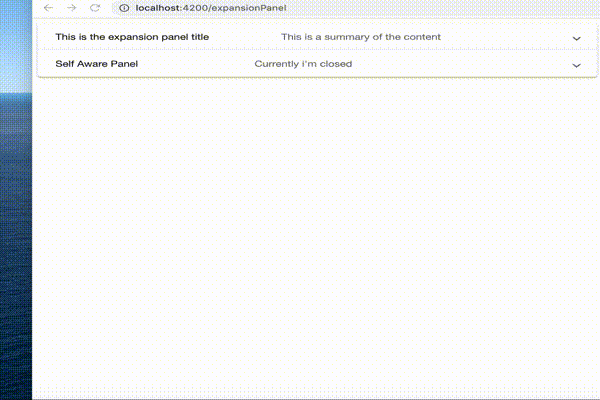 localhost:4200/expansionPanel
This is the expansion panel title This is a summary of the content
Self Aware Panel Currently i'm closed